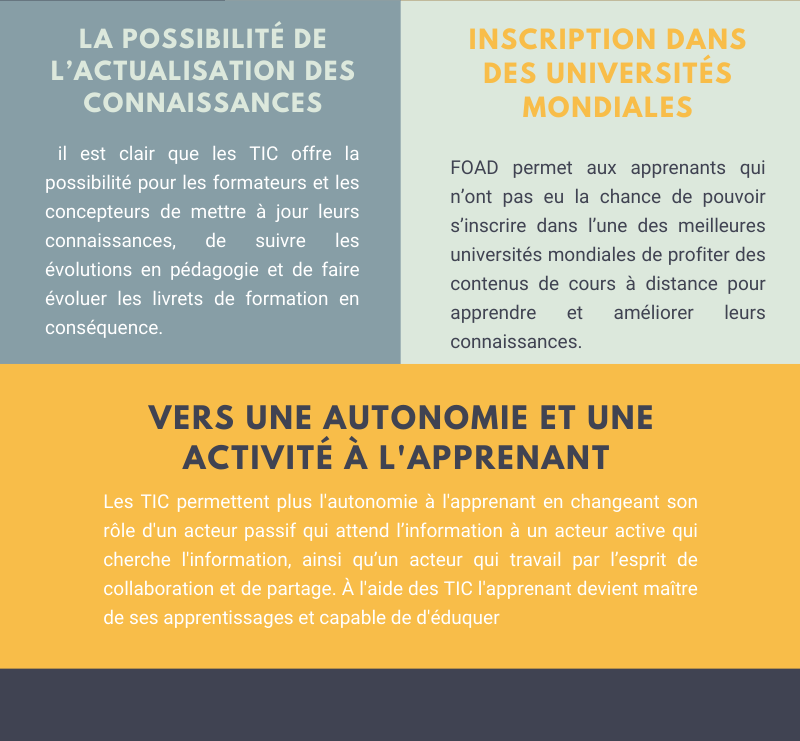 LA POSSIBILITÉ DE
L’ACTUALISATION DES
CONNAISSANCES
il est clair que les TIC offre la
possibilité pour les formateurs et les
concepteurs de mettre à jour leurs
connaissances, de suivre les
évolutions en pédagogie et de faire
évoluer les livrets de formation en
conséquence.
INSCRIPTION DANS
DES UNIVERSITÉS
MONDIALES
FOAD permet aux apprenants qui
n’ont pas eu la chance de pouvoir
s’inscrire dans l’une des meilleures
universités mondiales de profiter des
contenus de cours à distance pour
apprendre et améliorer leurs
connaissances.
VERS UNE AUTONOMIE ET UNE
ACTIVITÉ À L'APPRENANT
Les TIC permettent plus l'autonomie à l'apprenant en changeant son
rôle d'un acteur passif qui attend l’information à un acteur active qui
cherche l'information, ainsi qu’un acteur qui travail par l’esprit de
collaboration et de partage. À l'aide des TIC l'apprenant devient maître
de ses apprentissages et capable de d'éduquer